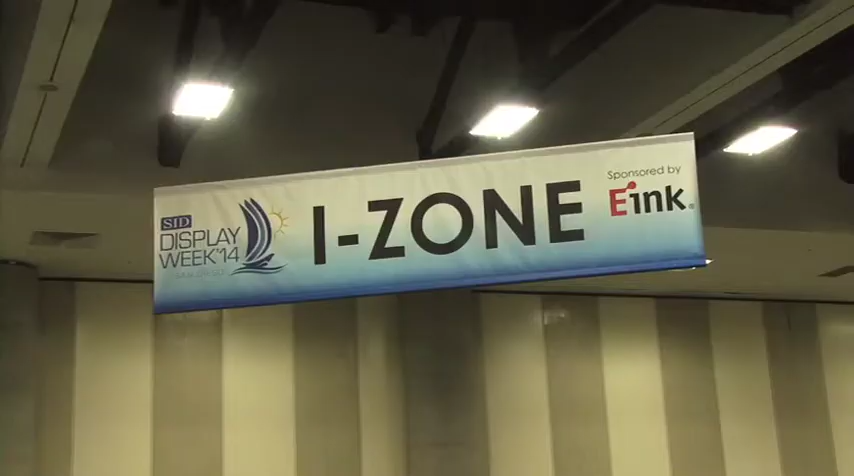 SID
DISPLAY
WEEK'14
I-ZONE
Sponsored by
Eink